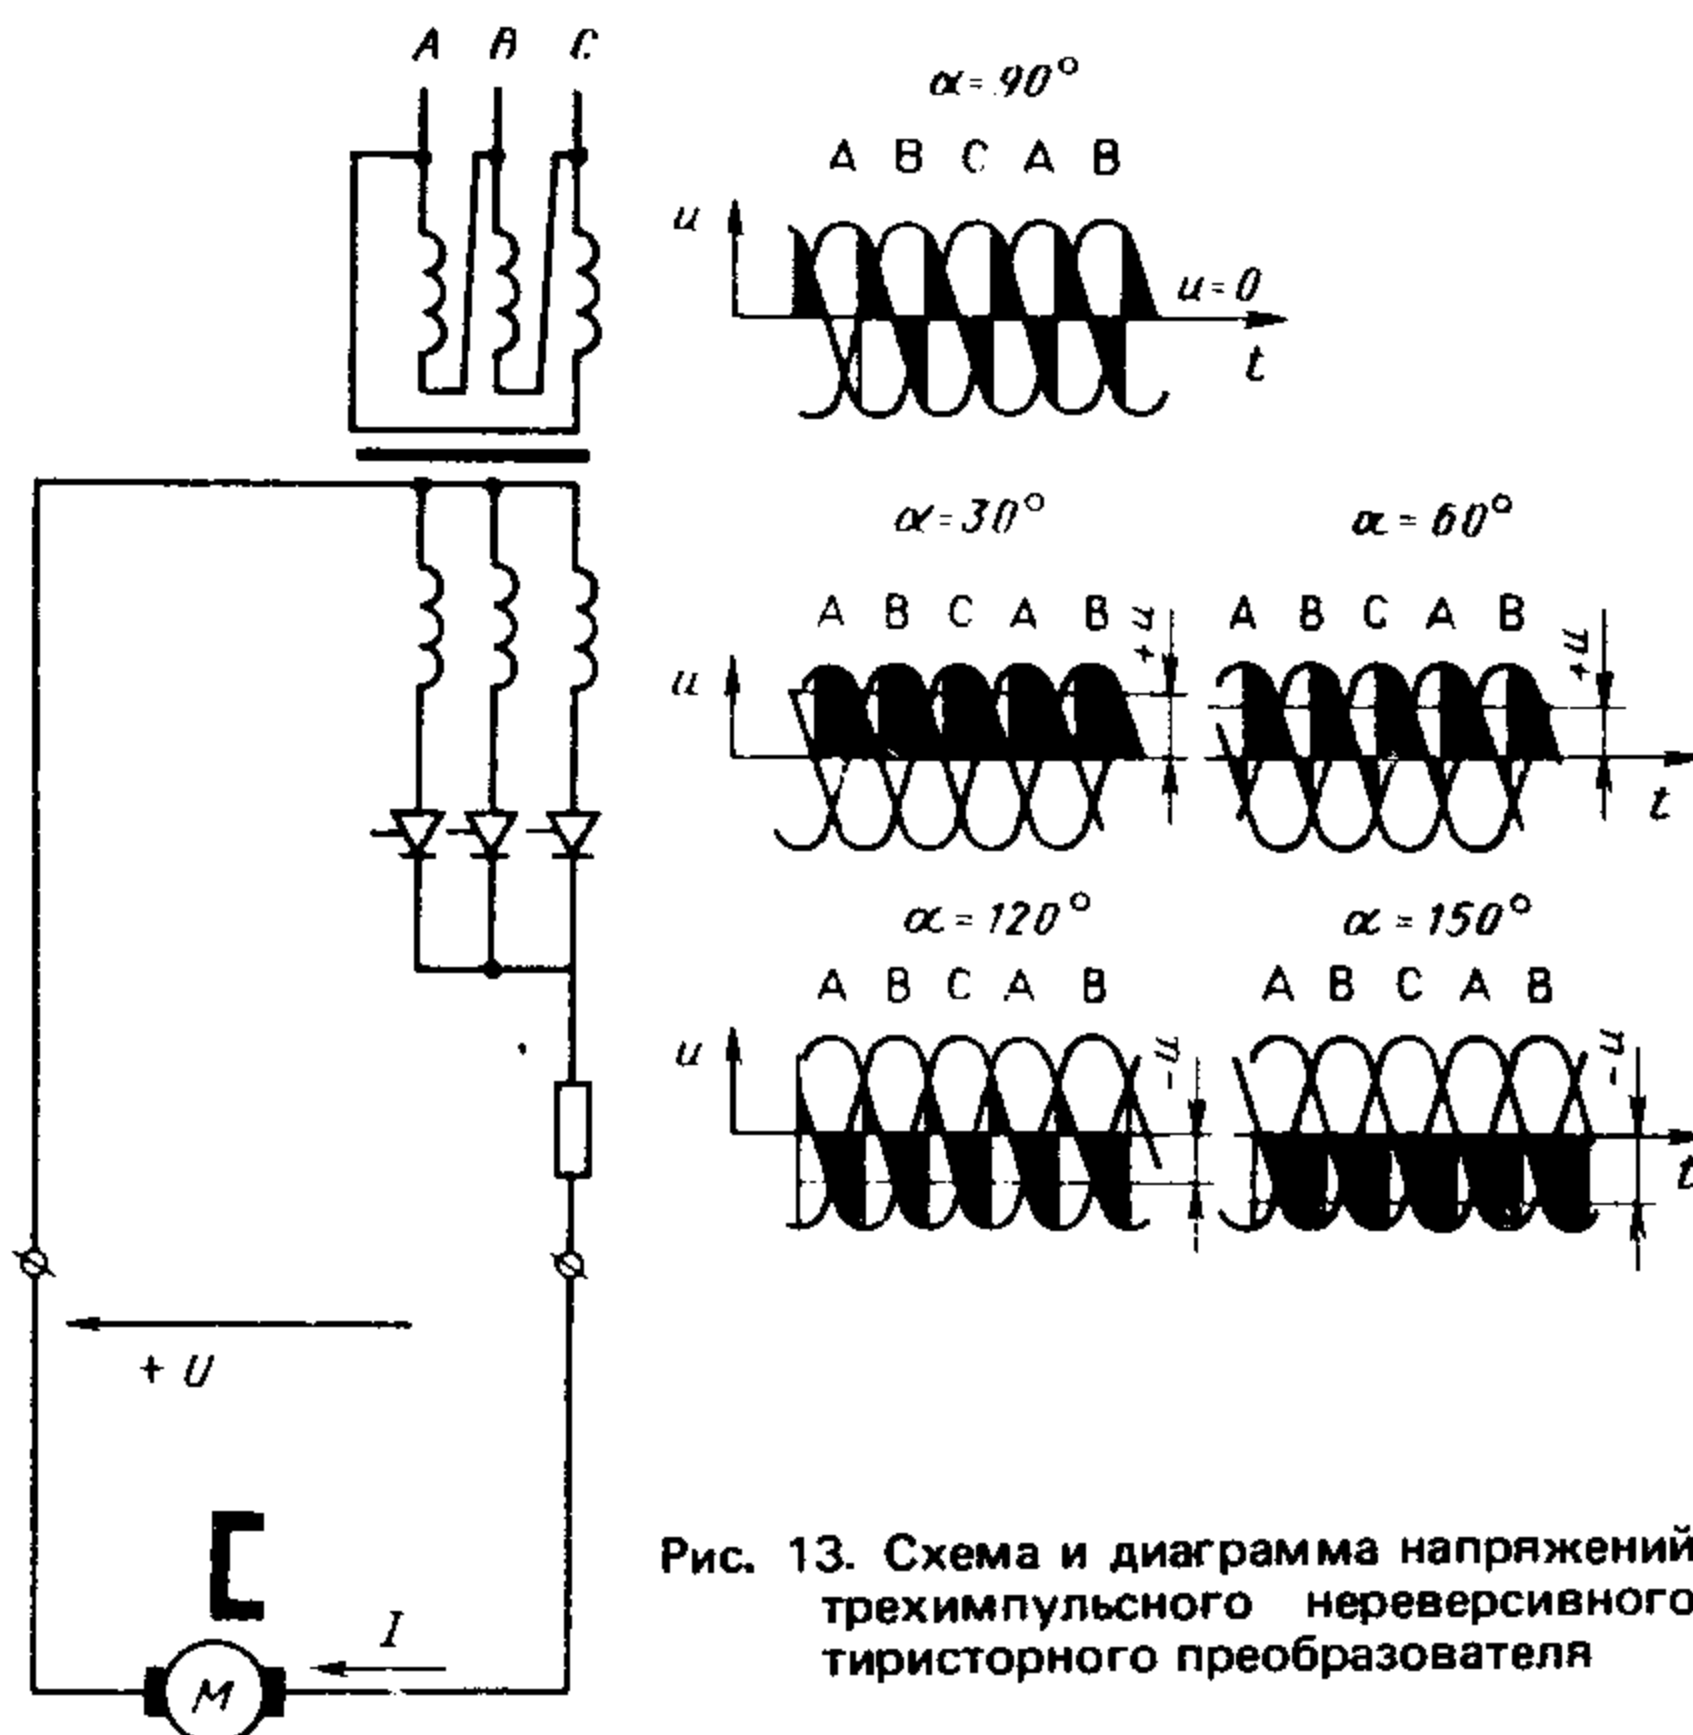 A B C
α = 90°
A B C A B
u
u = 0
t
α = 30°
A B C A B
u +
u
α = 60°
A B C A B
u +
t
α = 120°
A B C A B
u -
u
α = 150°
A B C A B
u -
t
+ U
I
M
Рис. 13. Схема и диаграмма напряжений
трехимпульсного нереверсивного
тиристорного преобразователя